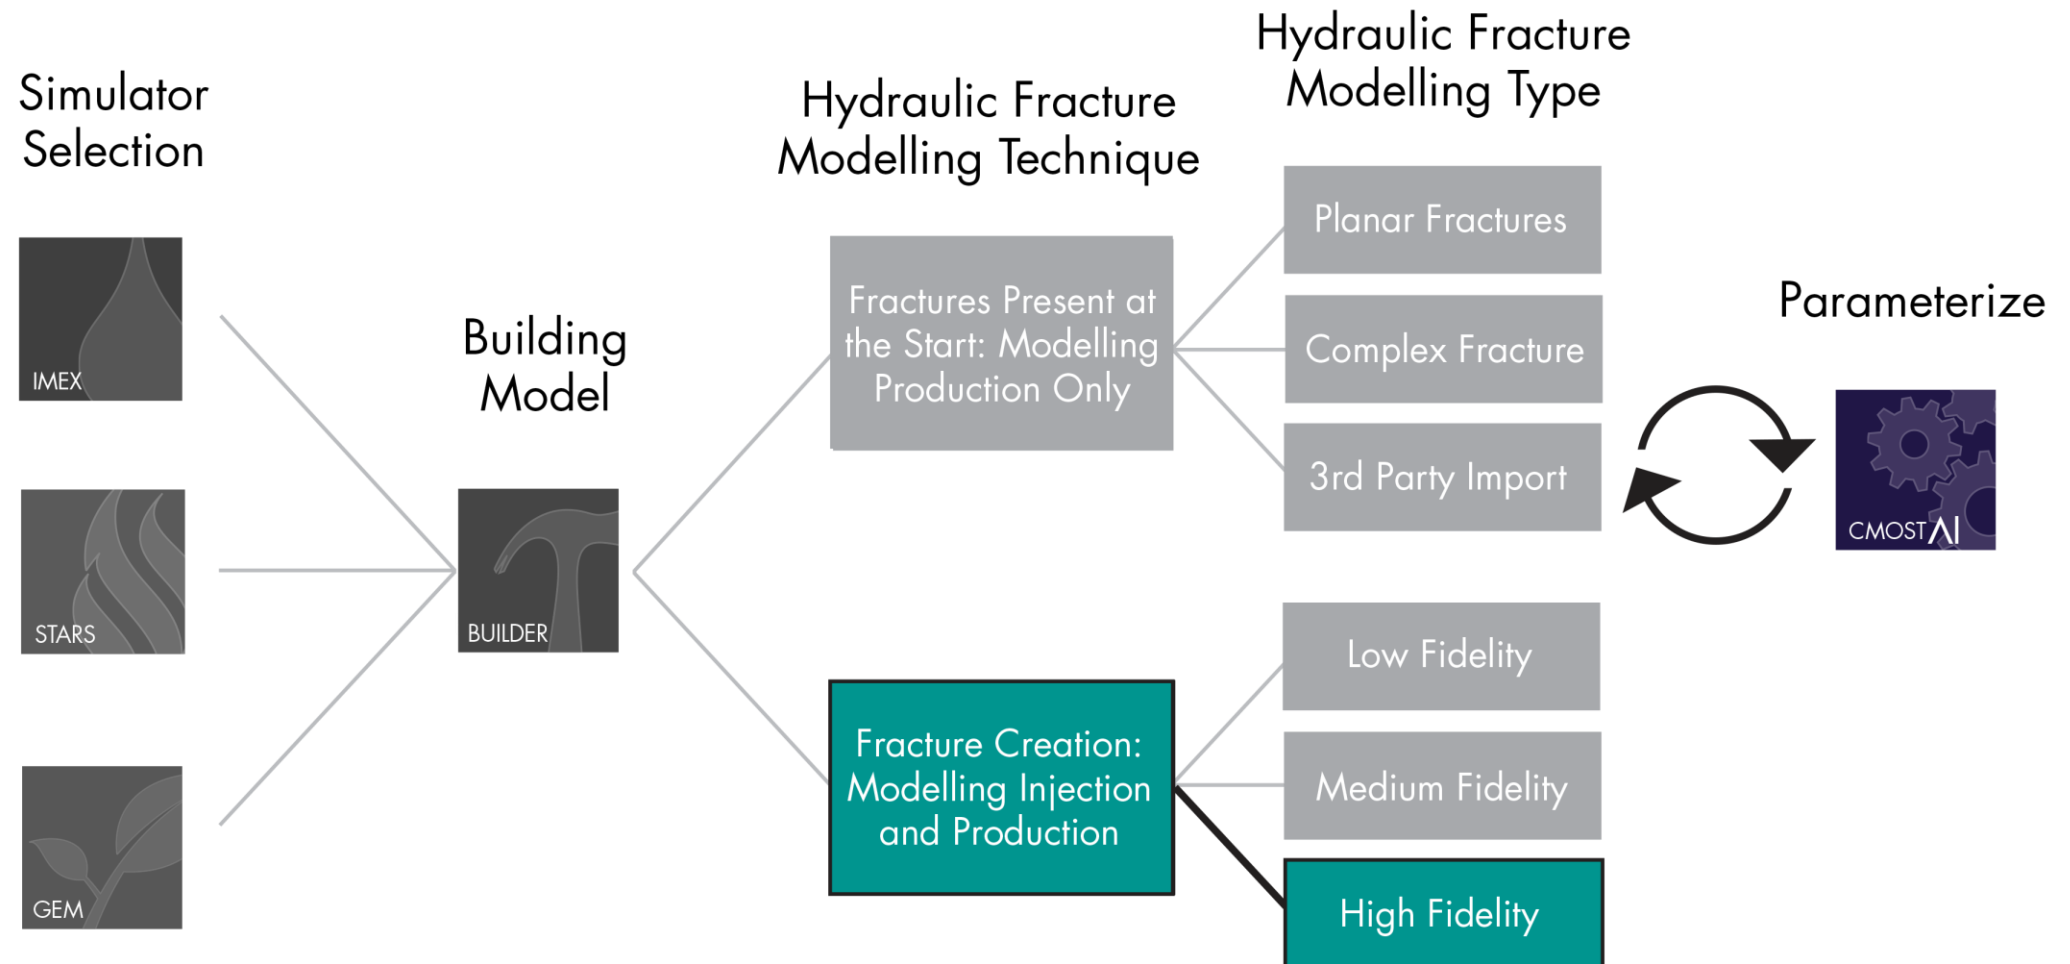 Simulator
Selection
IMEX
STARS
GEM
Building
Model
BUILDER
Hydraulic Fracture
Modelling Technique
Fractures Present at
the Start: Modelling
Production Only
Fracture Creation:
Modelling Injection
and Production
Hydraulic Fracture
Modelling Type
Planar Fractures
Complex Fracture
3rd Party Import
Low Fidelity
Medium Fidelity
High Fidelity
Parameterize
CMOST AI